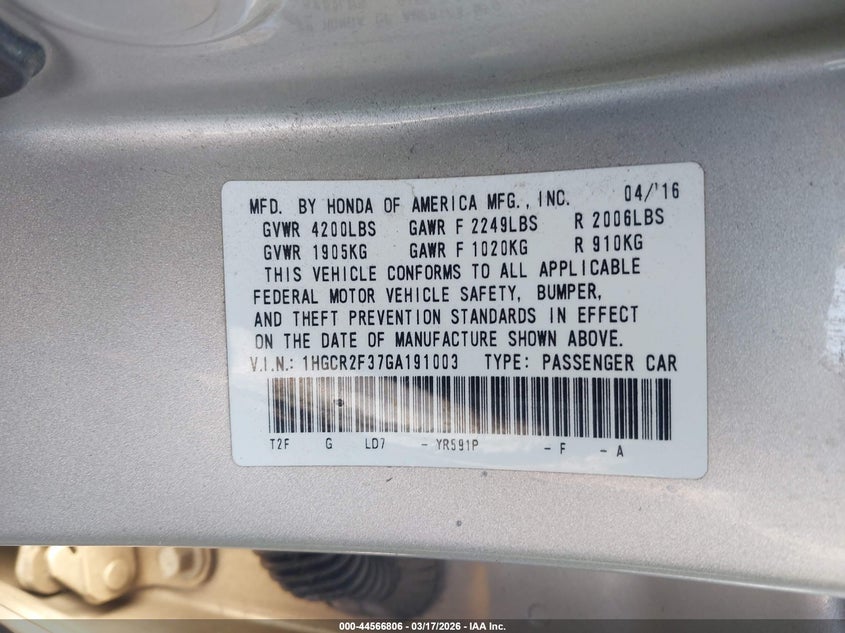 MFD. BY HONDA OF AMERICA MFG., INC. 04/'16
GVWR 4200LBS GAWR F 2249LBS R 2006LBS
GVWR 1905KG GAWR F 1020KG R 910KG
THIS VEHICLE CONFORMS TO ALL APPLICABLE
FEDERAL MOTOR VEHICLE SAFETY, BUMPER,
AND THEFT PREVENTION STANDARDS IN EFFECT
ON THE DATE OF MANUFACTURE SHOWN ABOVE.
V.I.N.: 1HGCR2F37GA191003 TYPE: PASSENGER CAR
T2F G LD7 - YR591P - F - A
000-44566806 - 03/17/2026 - IAA Inc.